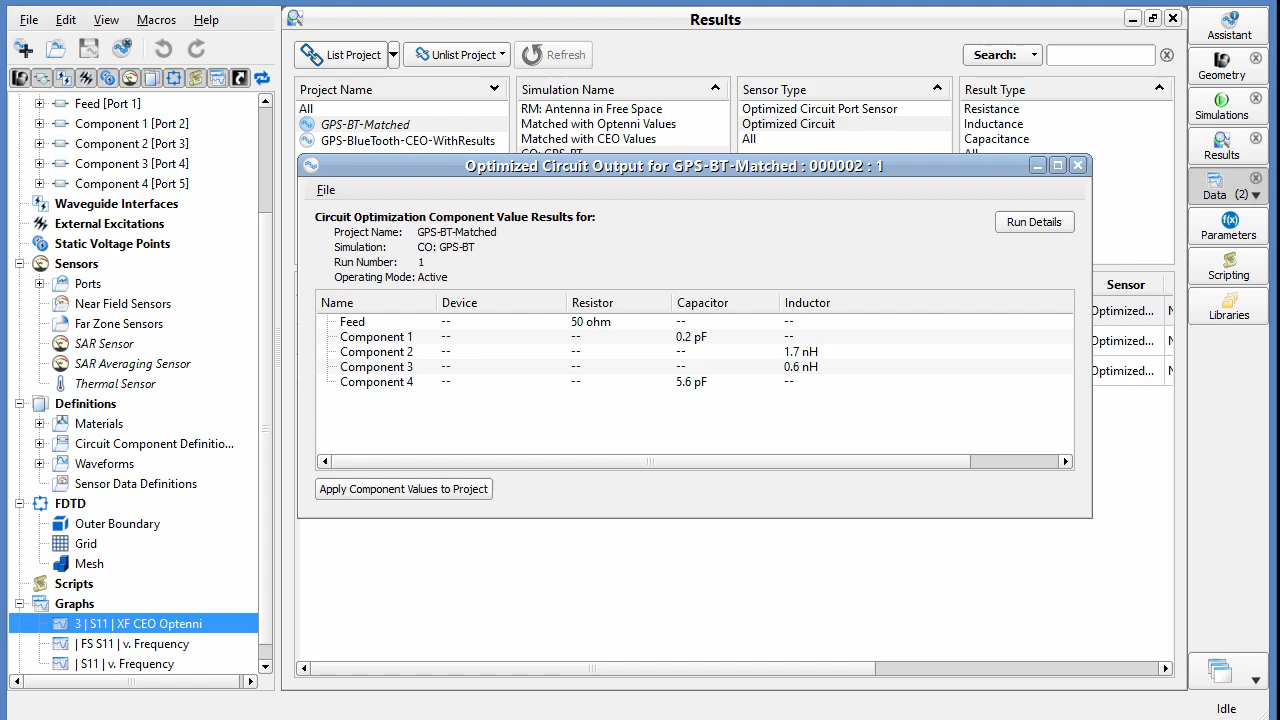 File Edit View Macros Help
Feed [Port 1]
Component 1 [Port 2]
Component 2 [Port 3]
Component 3 [Port 4]
Component 4 [Port 5]
Waveguide Interfaces
External Excitations
Static Voltage Points
Sensors
Ports
Near Field Sensors
Far Zone Sensors
SAR Sensor
SAR Averaging Sensor
Thermal Sensor
Definitions
Materials
Circuit Component Definitio...
Waveforms
Sensor Data Definitions
FDTD
Outer Boundary
Grid
Mesh
Scripts
Graphs
3 | S11 | XF CEO Optenni
| FS S11 | v. Frequency
| S11 | v. Frequency
Results
List Project Unlist Project Refresh Search:
Project Name Simulation Name Sensor Type Result Type
All RM: Antenna in Free Space Optimized Circuit Port Sensor Resistance
GPS-BT-Matched Matched with Optenni Values Optimized Circuit Inductance
GPS-BlueTooth-CEO-WithResults Matched with CEO Values All Capacitance
Optimized Circuit Output for GPS-BT-Matched : 000002 : 1
File
Circuit Optimization Component Value Results for:
Project Name: GPS-BT-Matched
Simulation: CO: GPS-BT
Run Number: 1
Operating Mode: Active
Run Details
Name Device Resistor Capacitor Inductor
Feed -- 50 ohm -- --
Component 1 -- -- 0.2 pF --
Component 2 -- -- -- 1.7 nH
Component 3 -- -- -- 0.6 nH
Component 4 -- -- 5.6 pF --
Apply Component Values to Project
Sensor
Optimized...
Optimized...
Optimized...
Assistant
Geometry
Simulations
Results
Data (2)
Parameters
f(x)
Scripting
Libraries
Idle